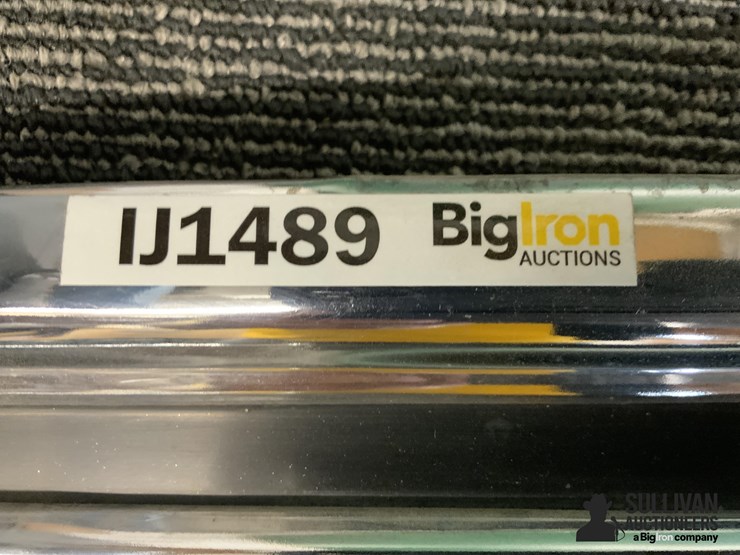 IJ1489
BigIron
AUCTIONS
SULLIVAN
AUCTIONEERS
a BigIron company